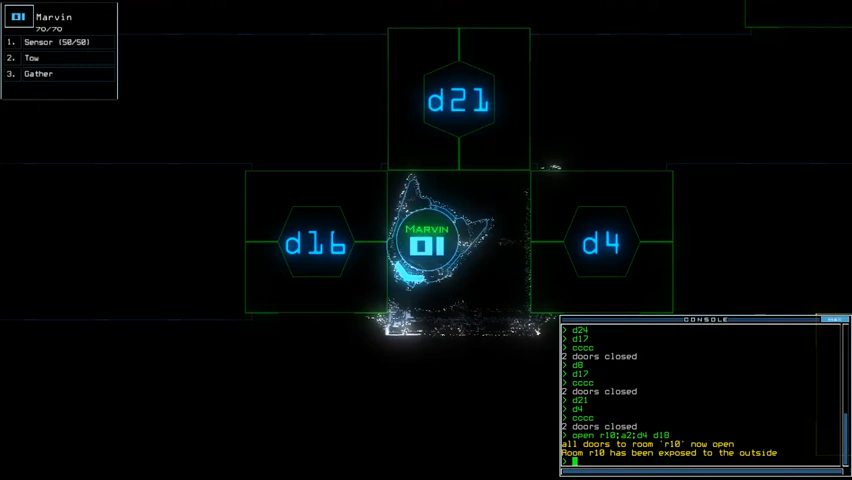 01 Marvin
70/70
1. Sensor (50/50)
2. Tow
3. Gather
d21
d16
MARVIN
01
d4
CONSOLE
> d24
> d17
> cccc
2 doors closed
> d8
> d17
> cccc
2 doors closed
> d21
> d4
> cccc
2 doors closed
> open r10;a2;d4 d18
all doors to room 'r10' now open
Room r10 has been exposed to the outside
>